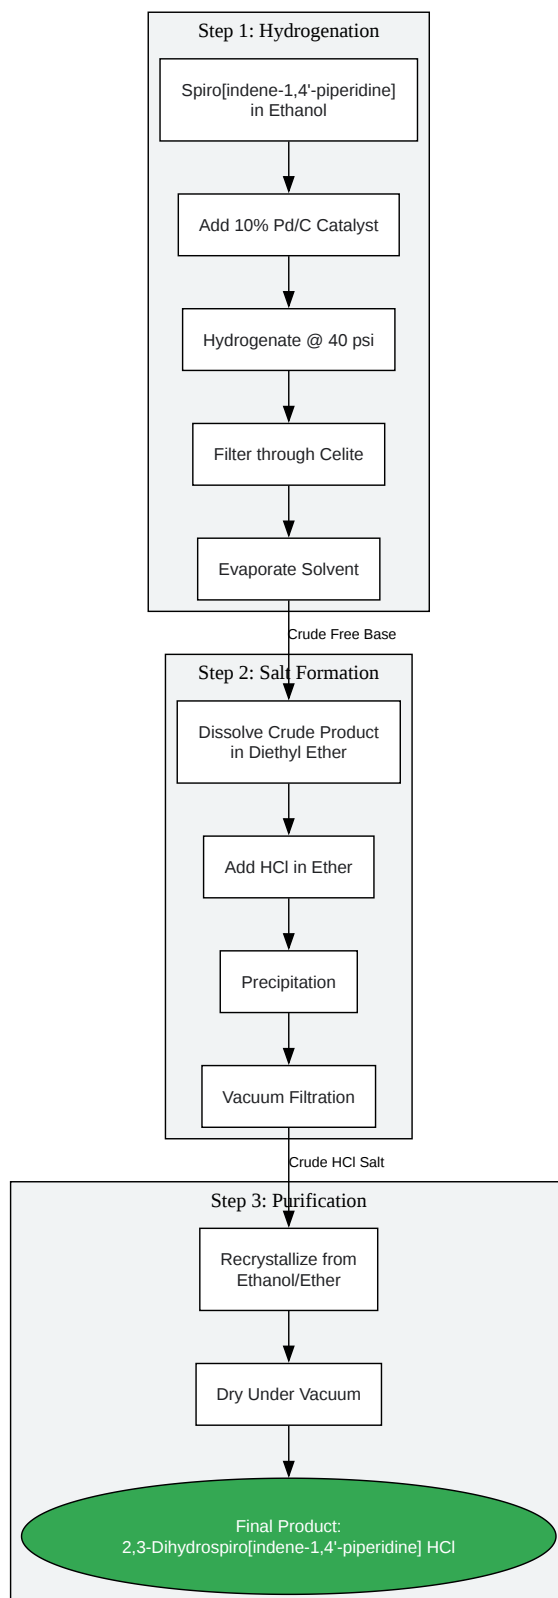 Step 1: Hydrogenation
Spiro[indene-1,4'-piperidine]
in Ethanol
Add 10% Pd/C Catalyst
Hydrogenate @ 40 psi
Filter through Celite
Evaporate Solvent
Crude Free Base
Step 2: Salt Formation
Dissolve Crude Product
in Diethyl Ether
Add HCl in Ether
Precipitation
Vacuum Filtration
Crude HCl Salt
Step 3: Purification
Recrystallize from
Ethanol/Ether
Dry Under Vacuum
Final Product:
2,3-Dihydrospiro[indene-1,4'-piperidine] HCl